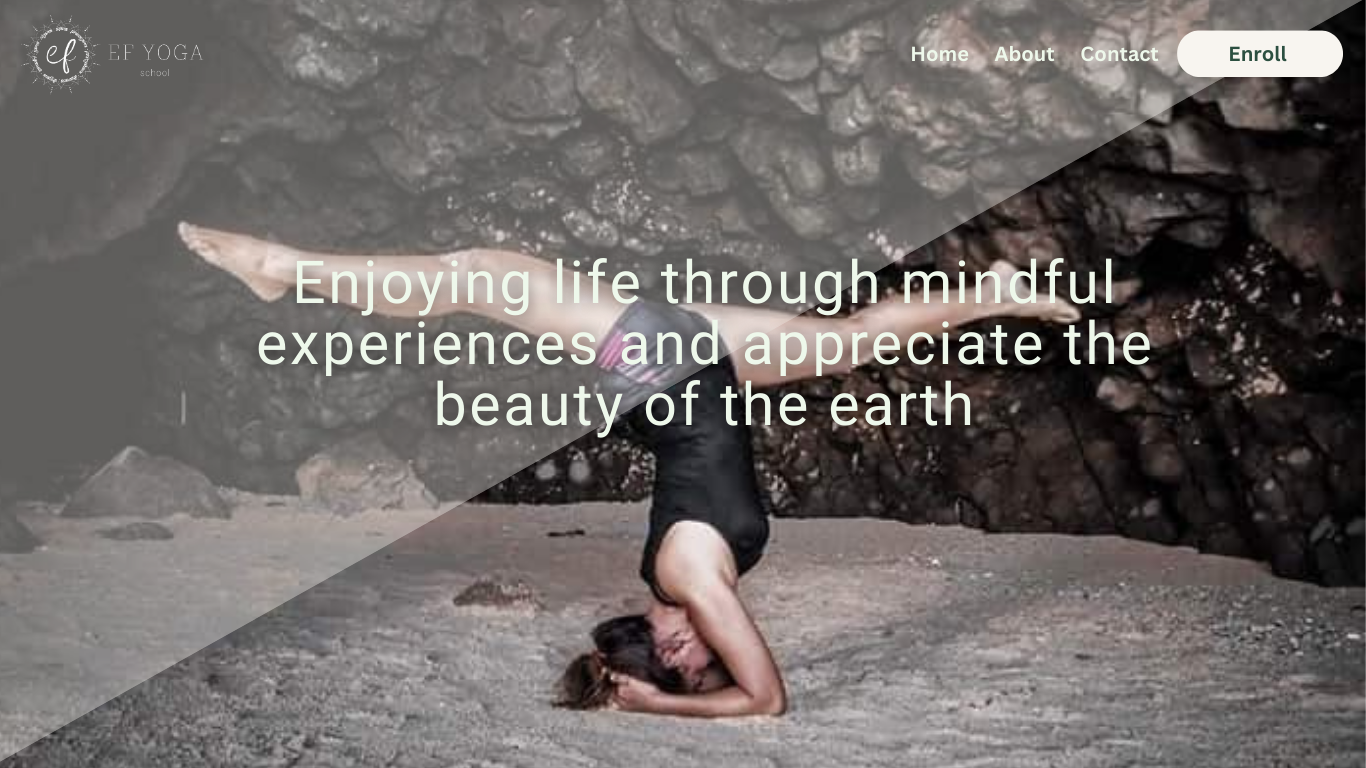 ef
EF YOGA
school
Home
About
Contact
Enroll
Enjoying life through mindful
experiences and appreciate the
beauty of the earth